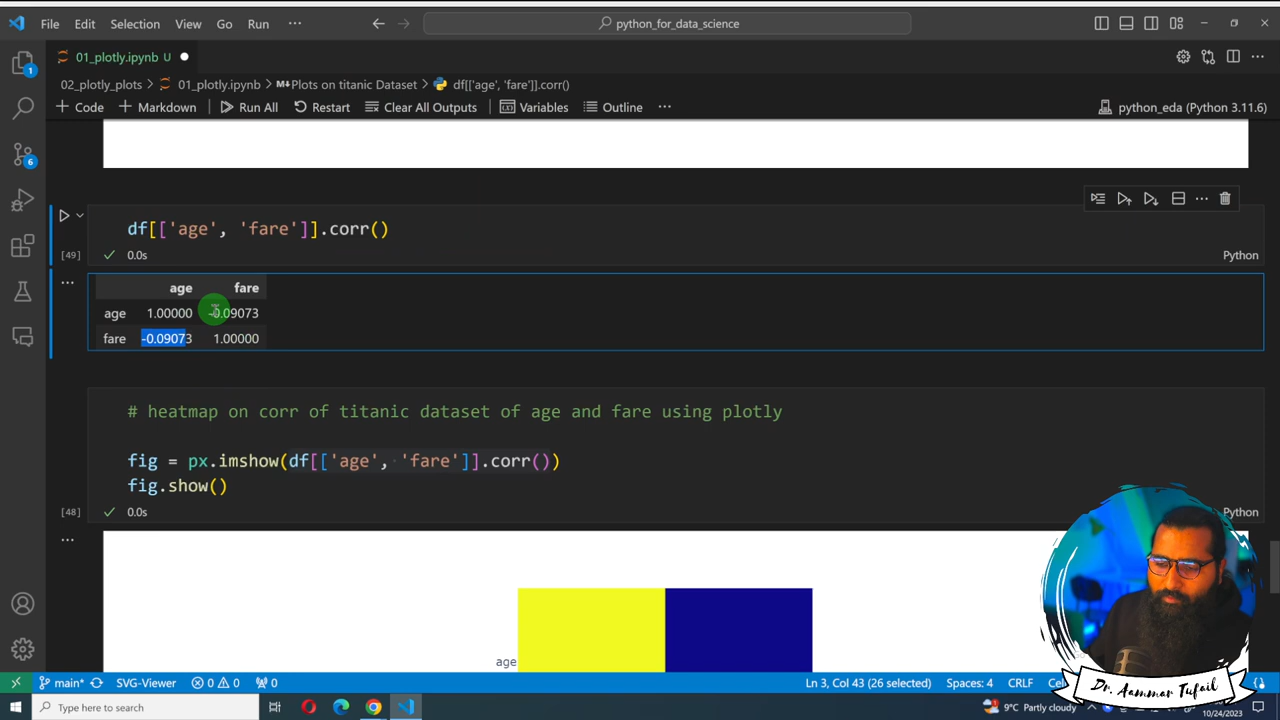 File Edit Selection View Go Run ··· python_for_data_science
01_plotly.ipynb U
02_plotly_plots > 01_plotly.ipynb > Plots on titanic Dataset > df[['age', 'fare']].corr()
+ Code + Markdown Run All Restart Clear All Outputs Variables Outline ··· python_eda (Python 3.11.6)
df[['age', 'fare']].corr()
[49] 0.0s Python
age fare
age 1.00000 -0.09073
fare -0.09073 1.00000
# heatmap on corr of titanic dataset of age and fare using plotly
fig = px.imshow(df[['age', 'fare']].corr())
fig.show()
[48] 0.0s Python
age
1
6
main* SVG-Viewer 0 0 0 Ln 3, Col 43 (26 selected) Spaces: 4 CRLF
Dr. Aammar Tufail
Type here to search 9°C Partly cloudy 10/24/2023